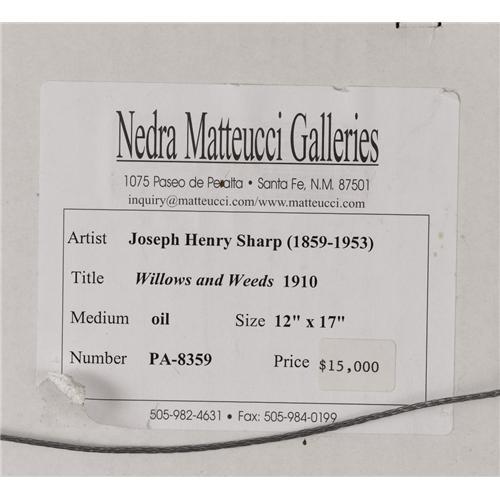 Nedra Matteucci Galleries
1075 Paseo de Peralta • Santa Fe, N.M. 87501
inquiry@matteucci.com/www.matteucci.com
Artist Joseph Henry Sharp (1859-1953)
Title Willows and Weeds 1910
Medium oil Size 12" x 17"
Number PA-8359 Price $15,000
505-982-4631 • Fax: 505-984-0199